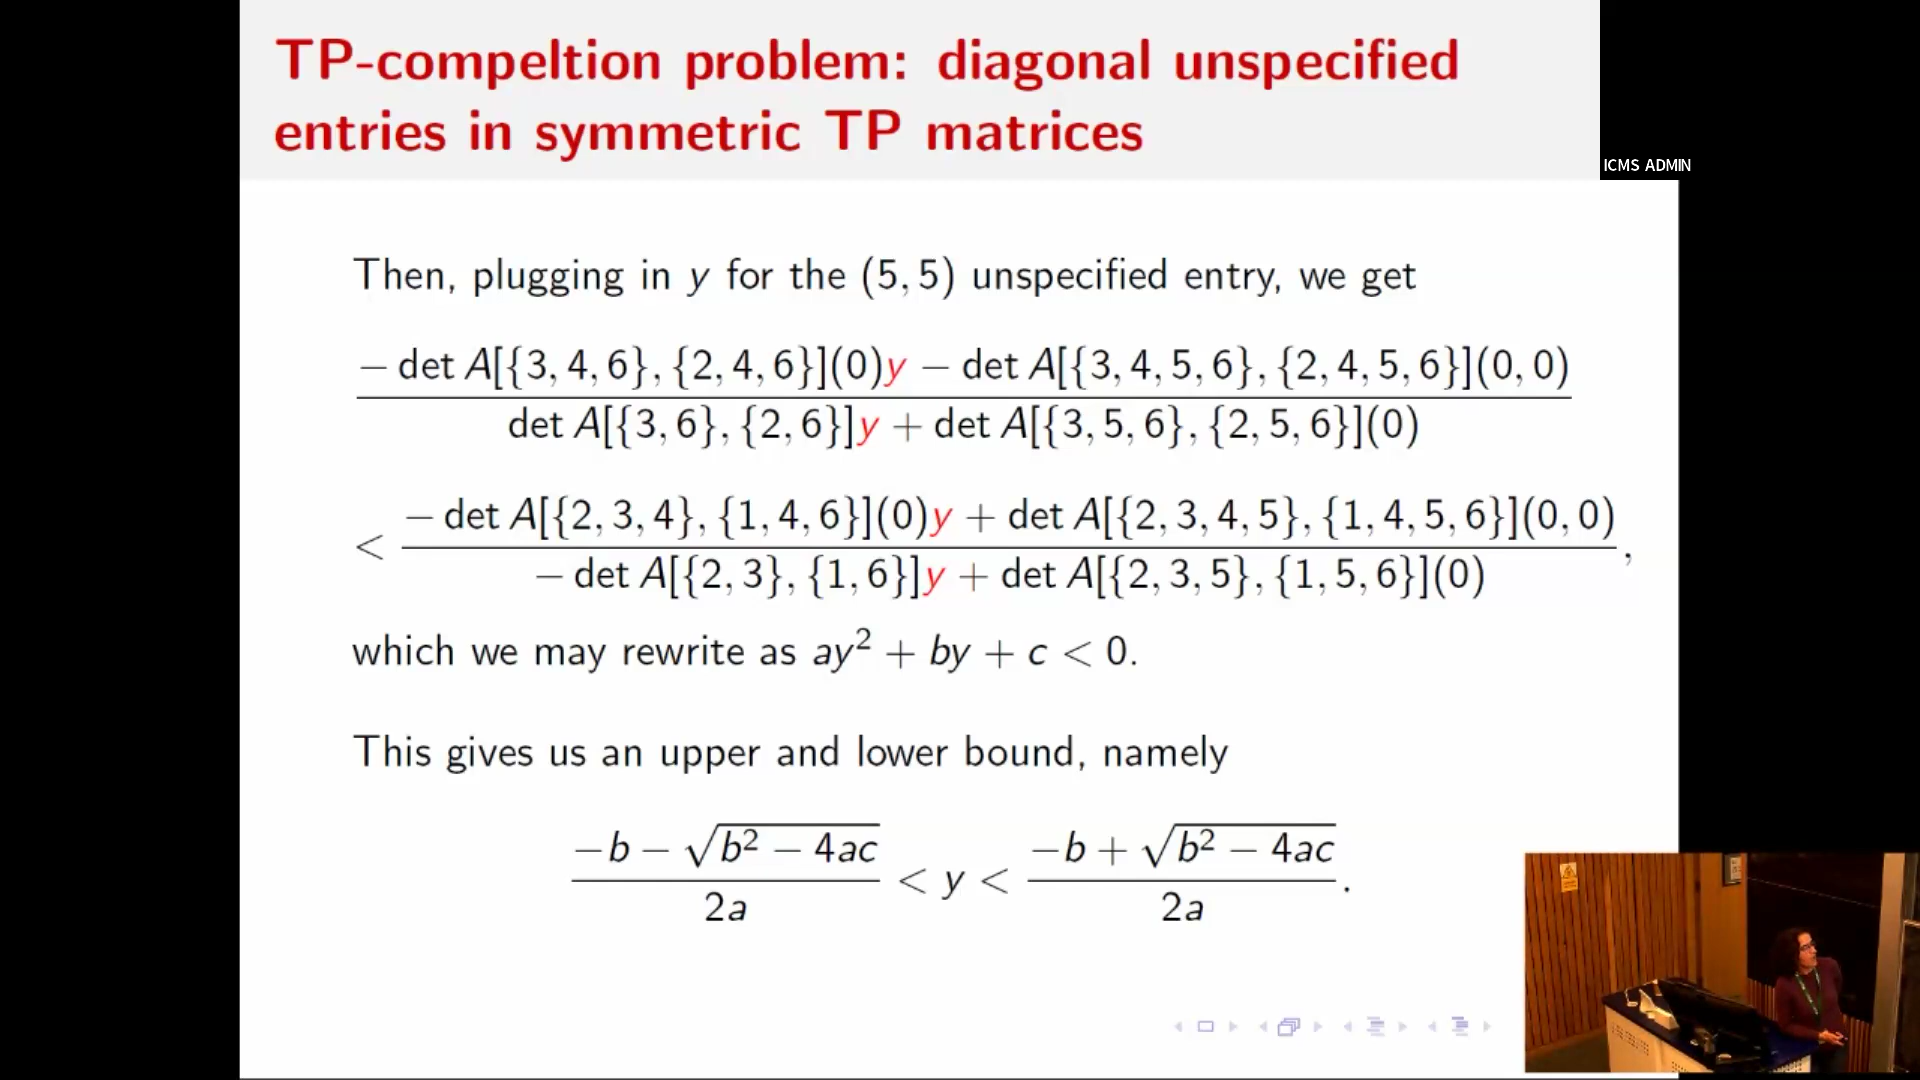 TP-compeltion problem: diagonal unspecified
entries in symmetric TP matrices
ICMS ADMIN
Then, plugging in y for the (5, 5) unspecified entry, we get
− det A[{3, 4, 6}, {2, 4, 6}](0)y − det A[{3, 4, 5, 6}, {2, 4, 5, 6}](0, 0)
det A[{3, 6}, {2, 6}]y + det A[{3, 5, 6}, {2, 5, 6}](0)
− det A[{2, 3, 4}, {1, 4, 6}](0)y + det A[{2, 3, 4, 5}, {1, 4, 5, 6}](0, 0)
< ,
− det A[{2, 3}, {1, 6}]y + det A[{2, 3, 5}, {1, 5, 6}](0)
which we may rewrite as ay² + by + c < 0.
This gives us an upper and lower bound, namely
−b − √b² − 4ac −b + √b² − 4ac
< y < .
2a 2a